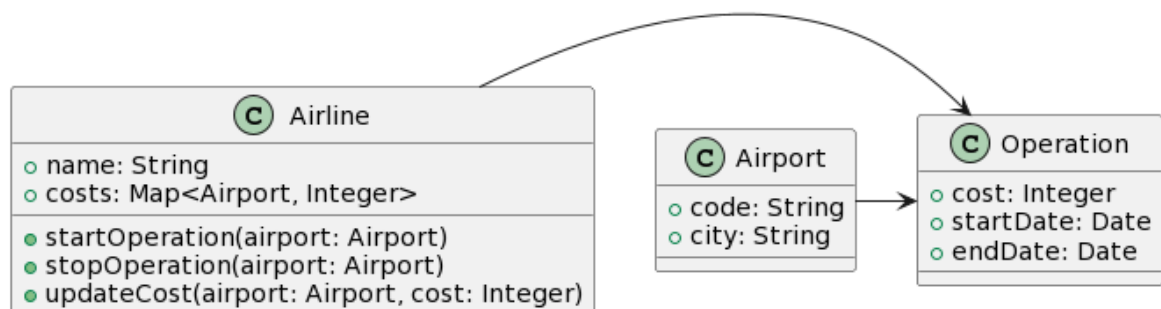 C Airline
name: String
costs: Map<Airport, Integer>
startOperation(airport: Airport)
stopOperation(airport: Airport)
updateCost(airport: Airport, cost: Integer)
C Airport
code: String
city: String
C Operation
cost: Integer
startDate: Date
endDate: Date